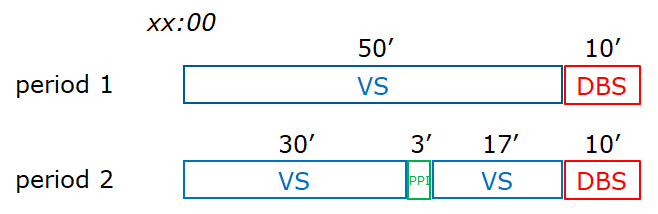 xx:00
50′ 10′
period 1 VS DBS
30′ 3′ 17′ 10′
period 2 VS PPI VS DBS